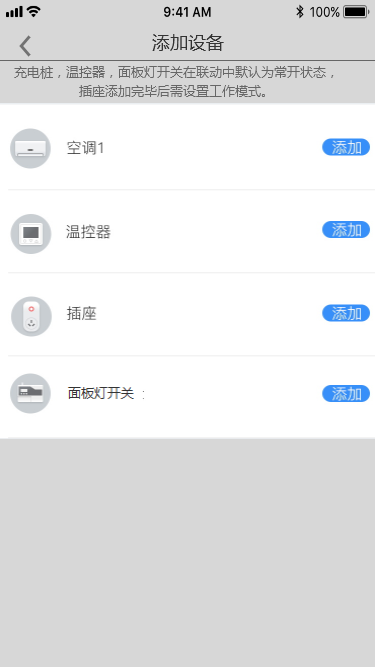 9:41 AM
100%
添加设备
充电桩，温控器，面板灯开关在联动中默认为常开状态，
插座添加完毕后需设置工作模式。
空调1
添加
温控器
添加
插座
添加
面板灯开关 :
添加